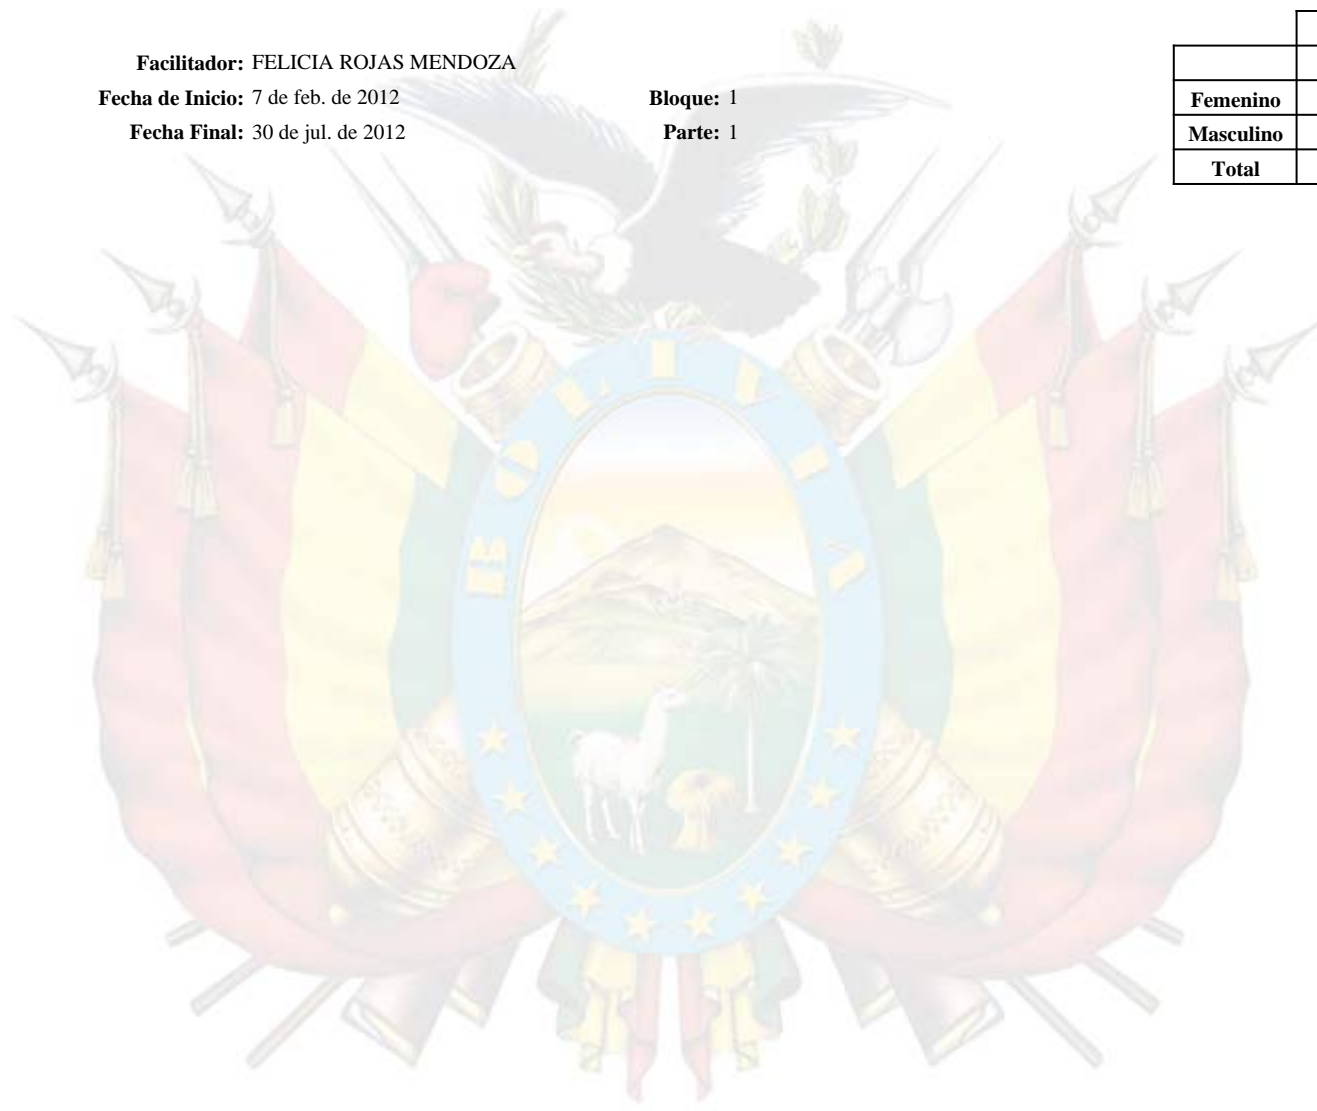 Facilitador: FELICIA ROJAS MENDOZA
Fecha de Inicio: 7 de feb. de 2012 Bloque: 1
Fecha Final: 30 de jul. de 2012 Parte: 1
Femenino
Masculino
Total
BOLIVIA